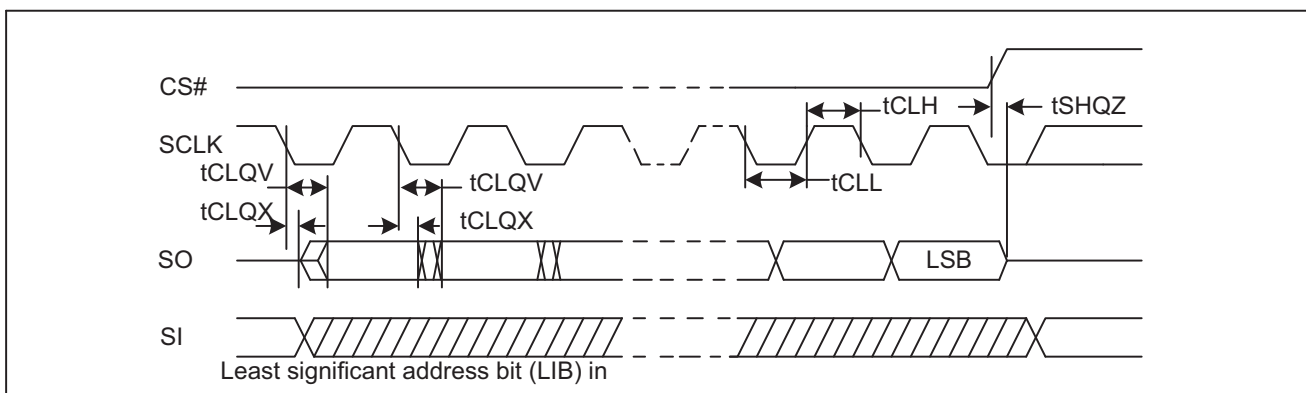 CS#
tCLH
tSHQZ
SCLK
tCLQV
tCLQV
tCLL
tCLQX
tCLQX
SO
LSB
SI
Least significant address bit (LIB) in